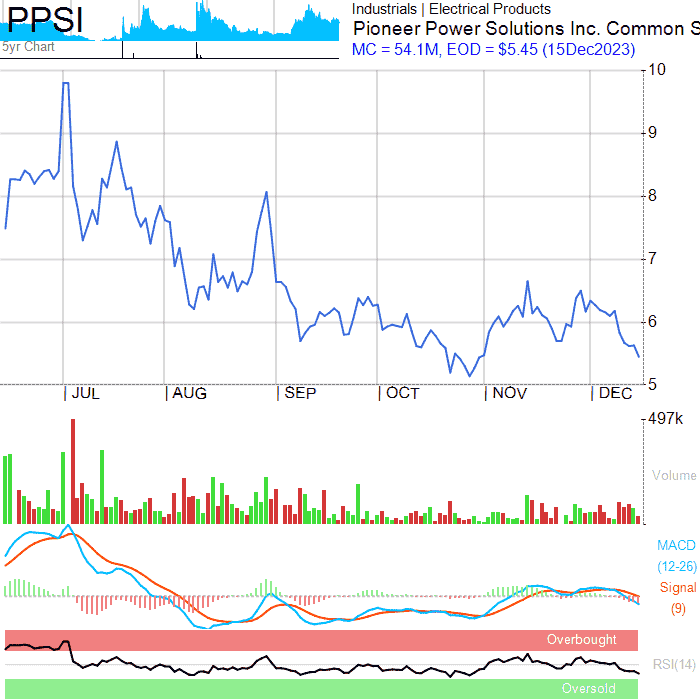 PPSI
5yr Chart
Industrials | Electrical Products
Pioneer Power Solutions Inc. Common S
MC = 54.1M, EOD = $5.45 (15Dec2023)
10
9
8
7
6
5
JUL AUG SEP OCT NOV DEC
497k
Volume
MACD
(12-26)
Signal
(9)
Overbought
RSI(14)
Oversold